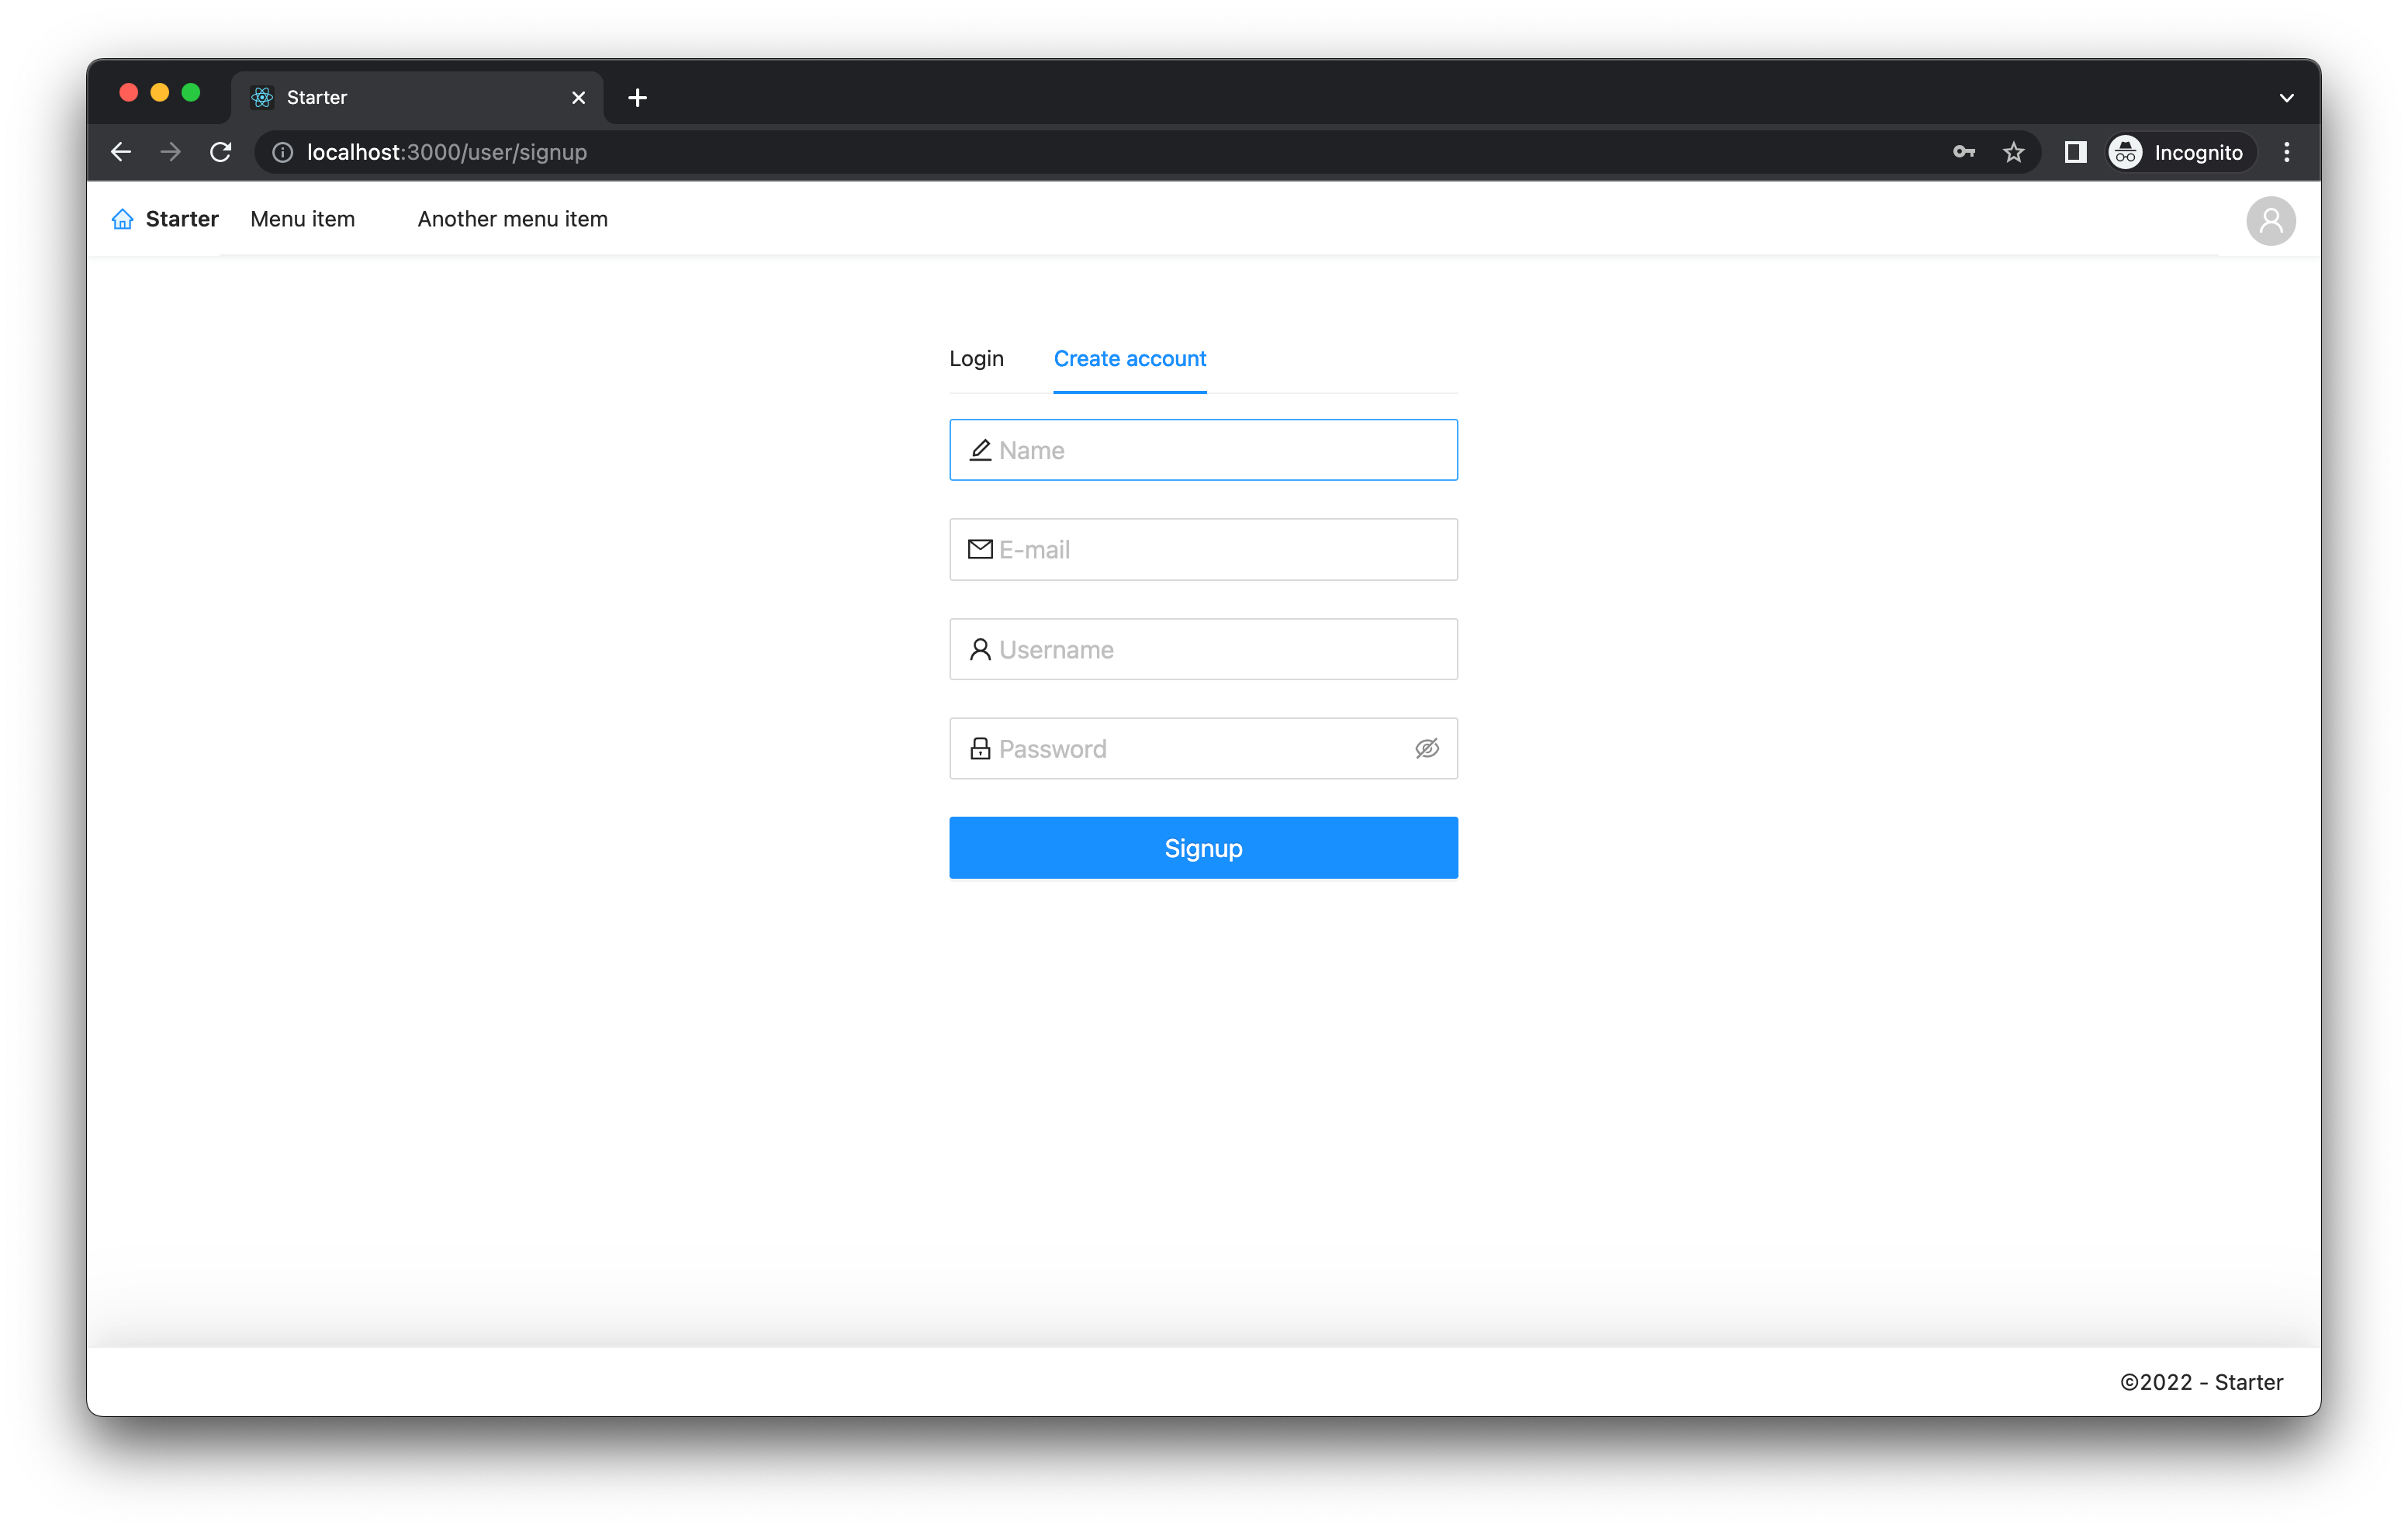 Starter
localhost:3000/user/signup
Incognito
Starter Menu item Another menu item
Login Create account
Name
E-mail
Username
Password
Signup
©2022 - Starter